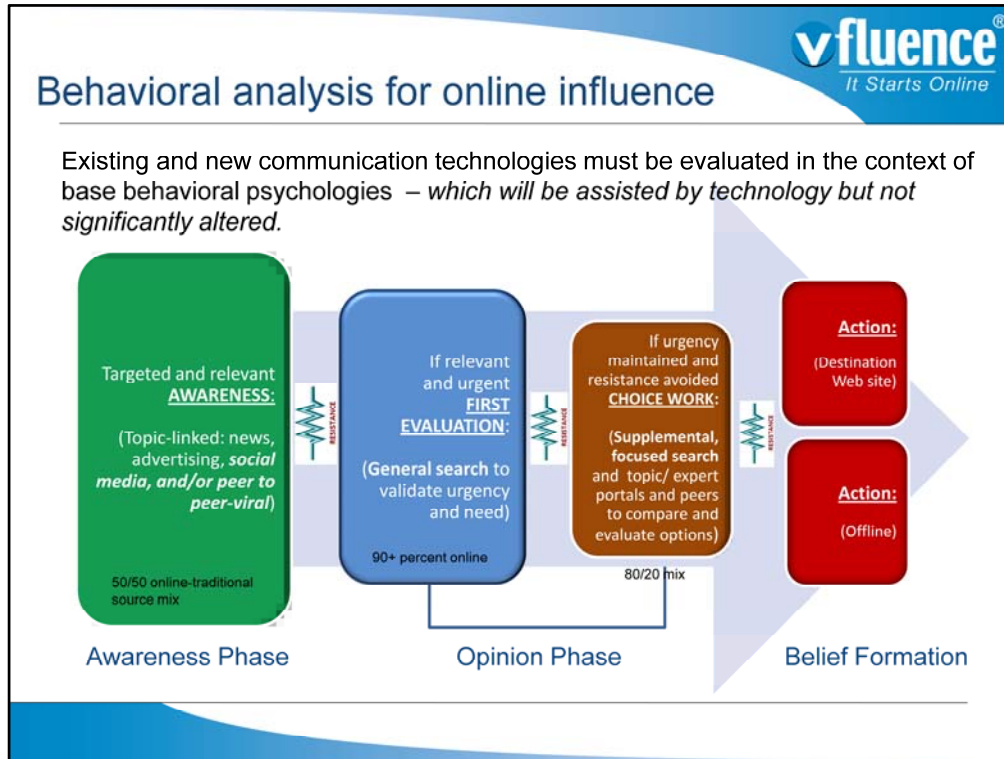 vfluence®
It Starts Online
Behavioral analysis for online influence
Existing and new communication technologies must be evaluated in the context of
base behavioral psychologies – which will be assisted by technology but not
significantly altered.
Targeted and relevant
AWARENESS:
(Topic-linked: news,
advertising, social
media, and/or peer to
peer-viral)
50/50 online-traditional
source mix
RESISTANCE
If relevant
and urgent
FIRST
EVALUATION:
(General search to
validate urgency
and need)
90+ percent online
RESISTANCE
If urgency
maintained and
resistance avoided
CHOICE WORK:
(Supplemental,
focused search
and topic/ expert
portals and peers
to compare and
evaluate options)
80/20 mix
RESISTANCE
Action:
(Destination
Web site)
Action:
(Offline)
Awareness Phase
Opinion Phase
Belief Formation